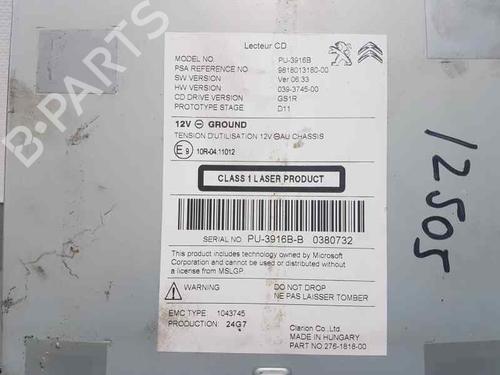 Lecteur CD
MODEL NO PU-3916B
PSA REFERENCE NO 9818013180-00
SW VERSION Ver 06.33
HW VERSION 039-3745-00
CD DRIVE VERSION GS1R
PROTOTYPE STAGE D11
12V ⊖ GROUND
TENSION D'UTILISATION 12V ⊖AU CHASSIS
E 9 10R-04.11012
CLASS 1 LASER PRODUCT
SERIAL NO PU-3916B-B 0380732
This product includes technology owned by Microsoft
Corporation and cannot be used or distributed without
a license from MSLGP.
WARNING DO NOT DROP
NE PAS LAISSER TOMBER
EMC TYPE 1043745
PRODUCTION 24G7
Clarion Co.,Ltd.
MADE IN HUNGARY
PART NO.276-1818-00
12505
B-PARTS